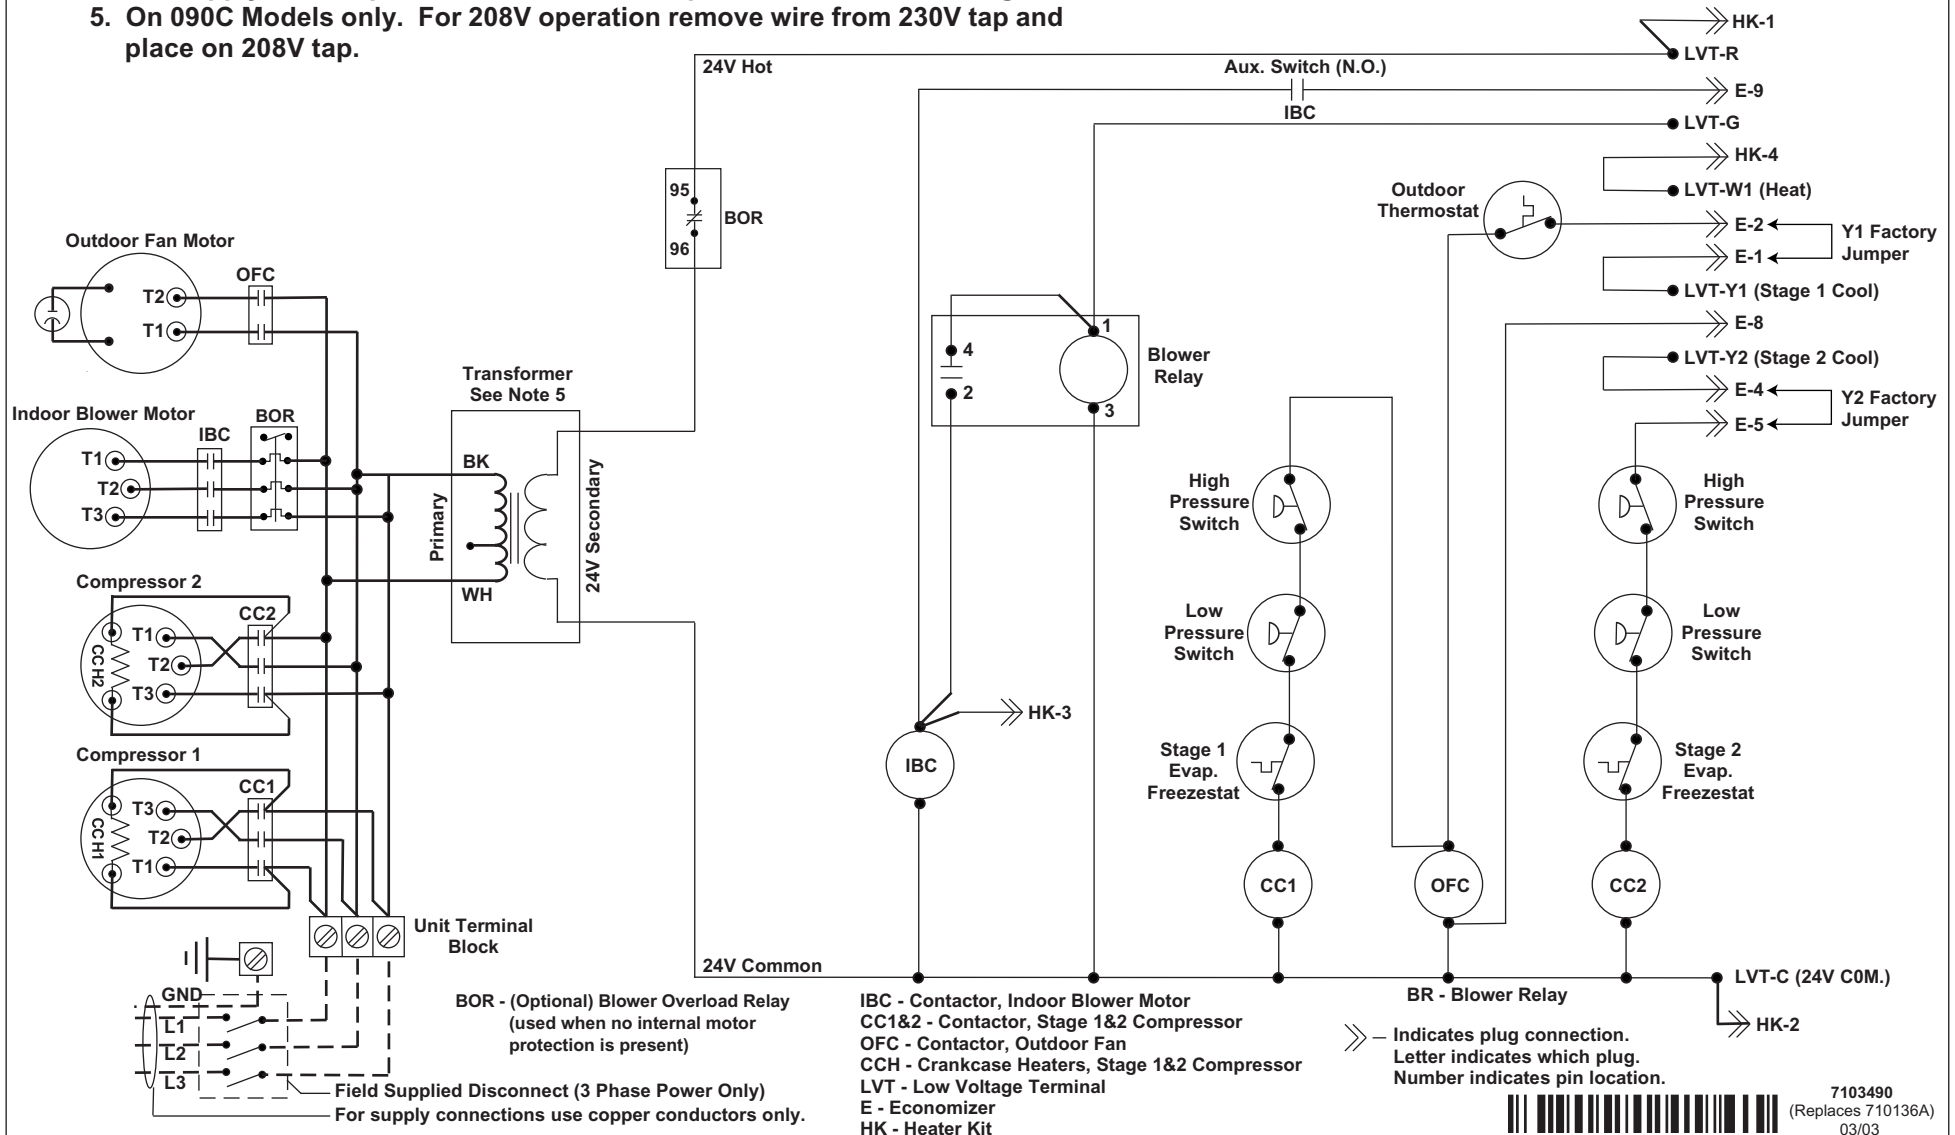 5. On 090C Models only. For 208V operation remove wire from 230V tap and
place on 208V tap.
HK-1
LVT-R
24V Hot
Aux. Switch (N.O.)
IBC
E-9
LVT-G
HK-4
LVT-W1 (Heat)
95
BOR
96
Outdoor
Thermostat
E-2
Y1 Factory
Jumper
E-1
LVT-Y1 (Stage 1 Cool)
E-8
LVT-Y2 (Stage 2 Cool)
E-4
Y2 Factory
Jumper
E-5
Outdoor Fan Motor
OFC
T2
T1
Indoor Blower Motor
IBC
BOR
T1
T2
T3
Transformer
See Note 5
BK
Primary
24V Secondary
WH
1
4
2
3
Blower
Relay
High
Pressure
Switch
High
Pressure
Switch
Low
Pressure
Switch
Low
Pressure
Switch
Compressor 2
CC2
T1
T2
T3
CCH2
HK-3
IBC
Stage 1
Evap.
Freezestat
Stage 2
Evap.
Freezestat
Compressor 1
CC1
T3
T2
T1
CCH1
CC1
OFC
CC2
Unit Terminal
Block
24V Common
LVT-C (24V C0M.)
HK-2
GND
L1
L2
L3
Field Supplied Disconnect (3 Phase Power Only)
For supply connections use copper conductors only.
BOR - (Optional) Blower Overload Relay
(used when no internal motor
protection is present)
IBC - Contactor, Indoor Blower Motor
CC1&2 - Contactor, Stage 1&2 Compressor
OFC - Contactor, Outdoor Fan
CCH - Crankcase Heaters, Stage 1&2 Compressor
LVT - Low Voltage Terminal
E - Economizer
HK - Heater Kit
BR - Blower Relay
— Indicates plug connection.
Letter indicates which plug.
Number indicates pin location.
7103490
(Replaces 710136A)
03/03